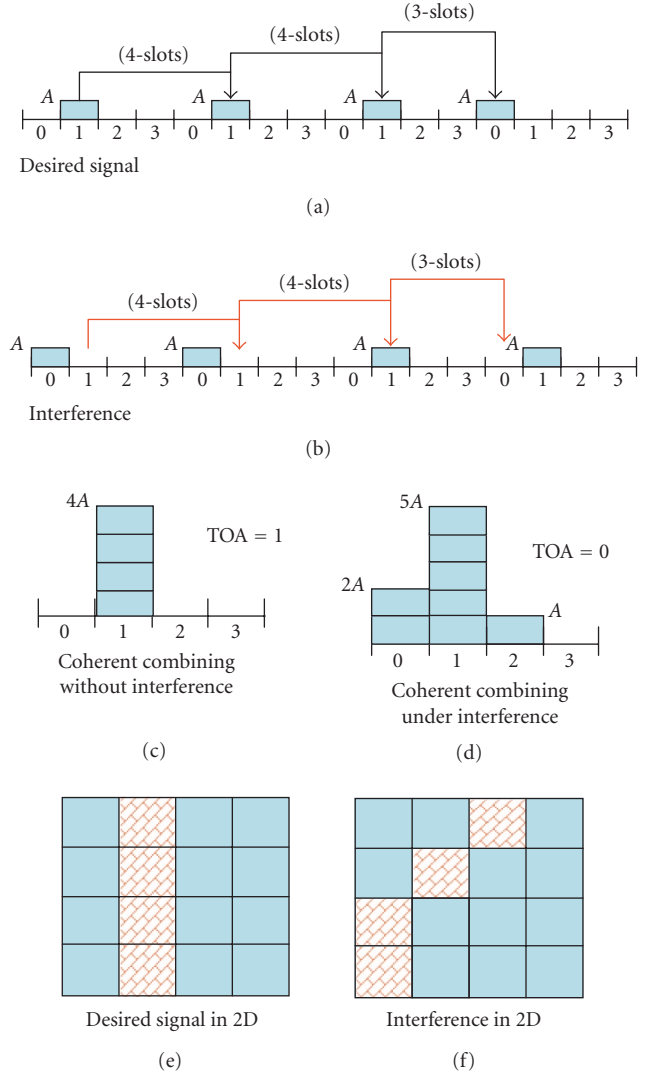 (3-slots)
(4-slots)
(4-slots)
A A A A
0 1 2 3 0 1 2 3 0 1 2 3 0 1 2 3
Desired signal
(a)
(3-slots)
(4-slots)
(4-slots)
A A A A
0 1 2 3 0 1 2 3 0 1 2 3 0 1 2 3
Interference
(b)
4A
TOA = 1
0 1 2 3
Coherent combining
without interference
(c)
5A
TOA = 0
2A
A
0 1 2 3
Coherent combining
under interference
(d)
Desired signal in 2D
(e)
Interference in 2D
(f)